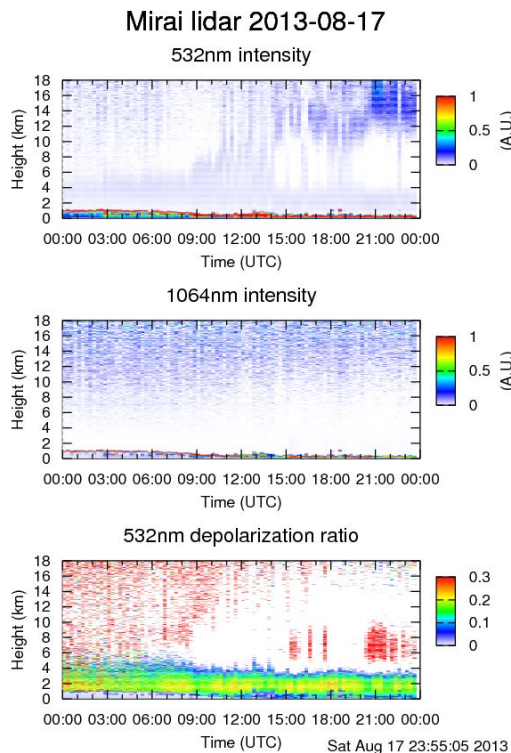 Mirai lidar 2013-08-17
532nm intensity
Height (km)
18
16
14
12
10
8
6
4
2
0
00:00 03:00 06:00 09:00 12:00 15:00 18:00 21:00 00:00
Time (UTC)
1
0.5
0
(A.U.)
1064nm intensity
Height (km)
18
16
14
12
10
8
6
4
2
0
00:00 03:00 06:00 09:00 12:00 15:00 18:00 21:00 00:00
Time (UTC)
1
0.5
0
(A.U.)
532nm depolarization ratio
Height (km)
18
16
14
12
10
8
6
4
2
0
00:00 03:00 06:00 09:00 12:00 15:00 18:00 21:00 00:00
Time (UTC)
0.3
0.2
0.1
0
Sat Aug 17 23:55:05 2013